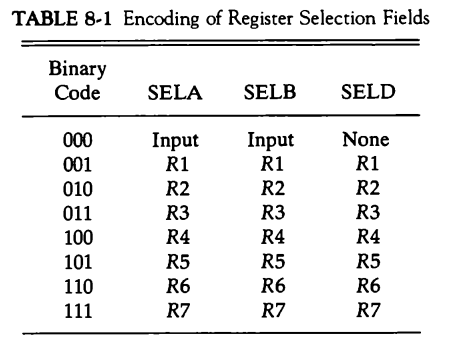 TABLE 8-1 Encoding of Register Selection Fields
Binary
Code SELA SELB SELD
000 Input Input None
001 R1 R1 R1
010 R2 R2 R2
011 R3 R3 R3
100 R4 R4 R4
101 R5 R5 R5
110 R6 R6 R6
111 R7 R7 R7